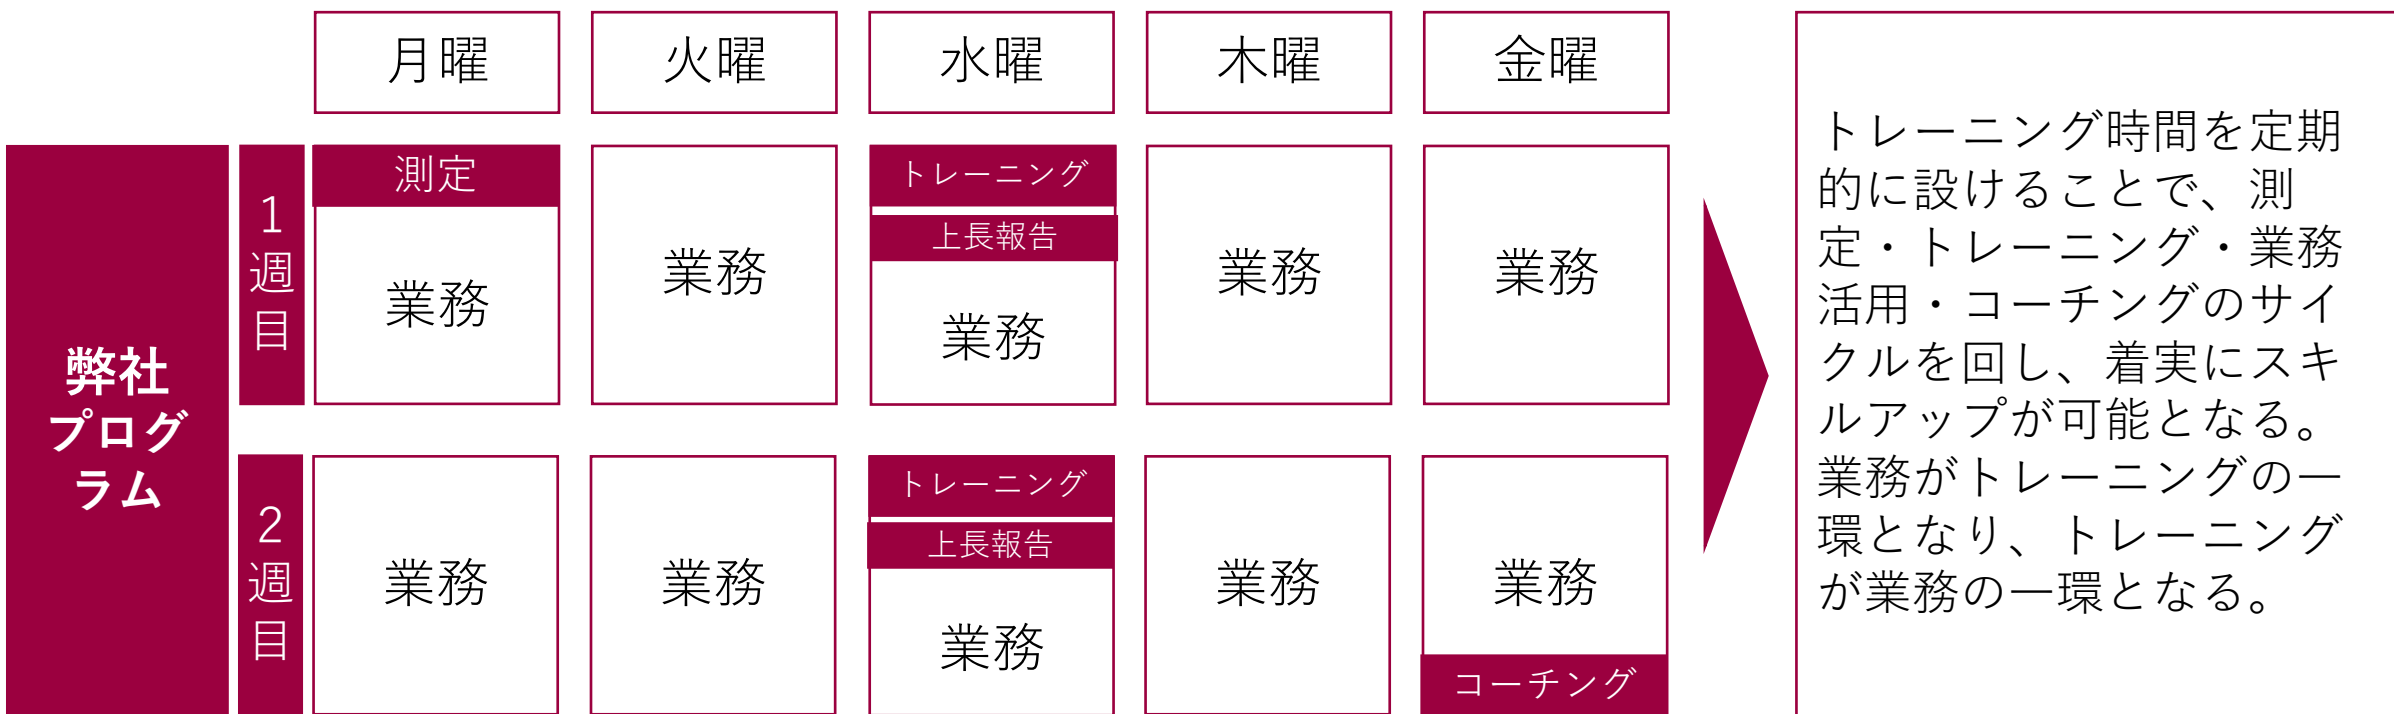 月曜
火曜
水曜
木曜
金曜
弊社
プログ
ラム
1
週
目
測定
業務
業務
トレーニング
上長報告
業務
業務
業務
2
週
目
業務
業務
トレーニング
上長報告
業務
業務
業務
コーチング
トレーニング時間を定期
的に設けることで、測
定・トレーニング・業務
活用・コーチングのサイ
クルを回し、着実にスキ
ルアップが可能となる。
業務がトレーニングの一
環となり、トレーニング
が業務の一環となる。